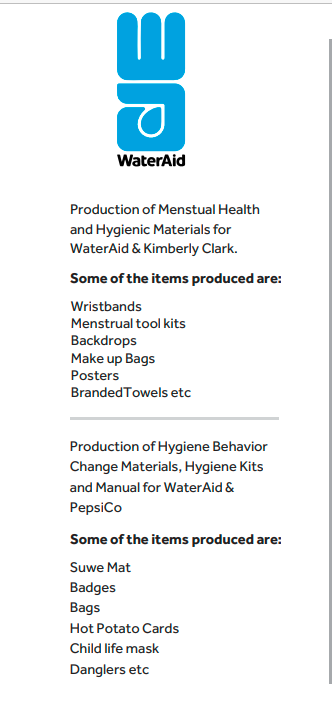 WaterAid
Production of Menstual Health
and Hygienic Materials for
WaterAid & Kimberly Clark.
Some of the items produced are:
Wristbands
Menstrual tool kits
Backdrops
Make up Bags
Posters
BrandedTowels etc
Production of Hygiene Behavior
Change Materials, Hygiene Kits
and Manual for WaterAid &
PepsiCo
Some of the items produced are:
Suwe Mat
Badges
Bags
Hot Potato Cards
Child life mask
Danglers etc